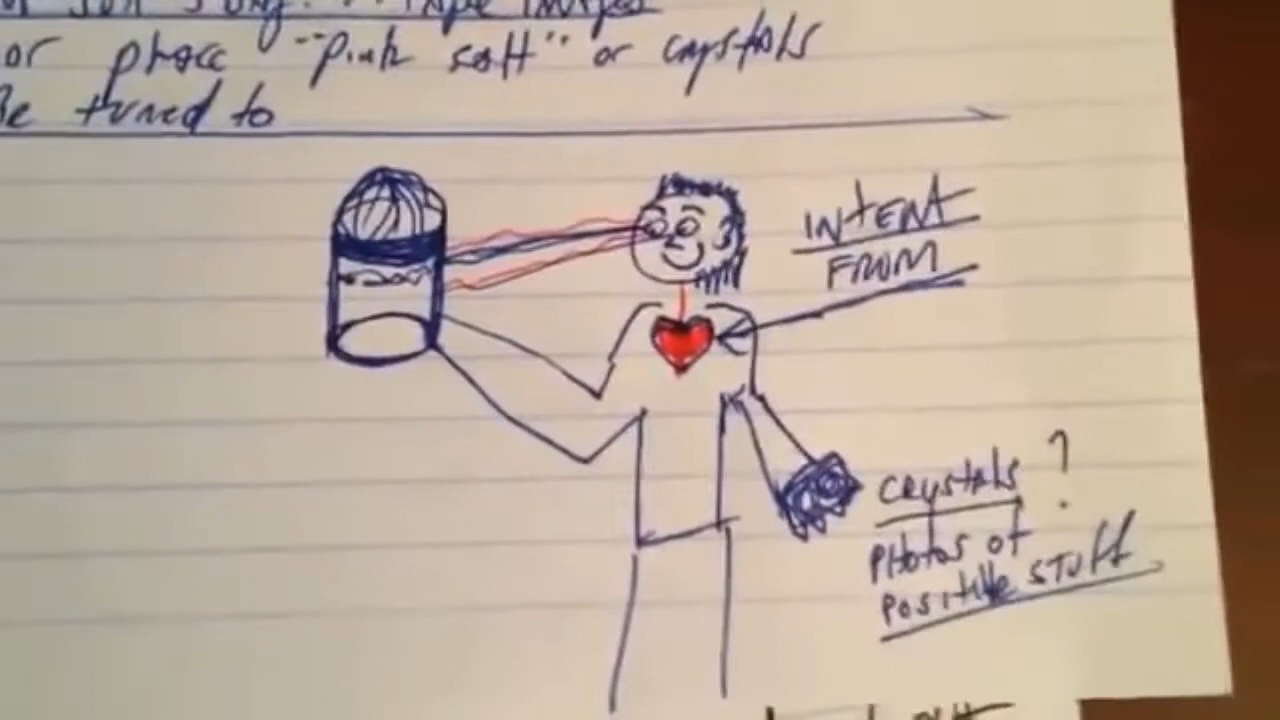 or place "pink salt" or crystals
Be tuned to
INTENT
FROM
crystals ?
PHOTOS OF
POSITIVE STUFF